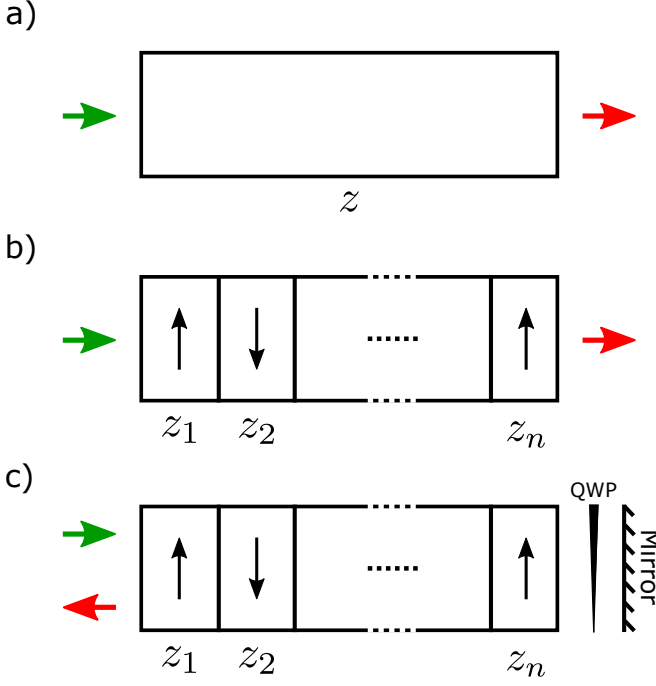 a)
z
b)
z₁ z₂ ...... zₙ
c)
QWP
Mirror
z₁ z₂ ...... zₙ